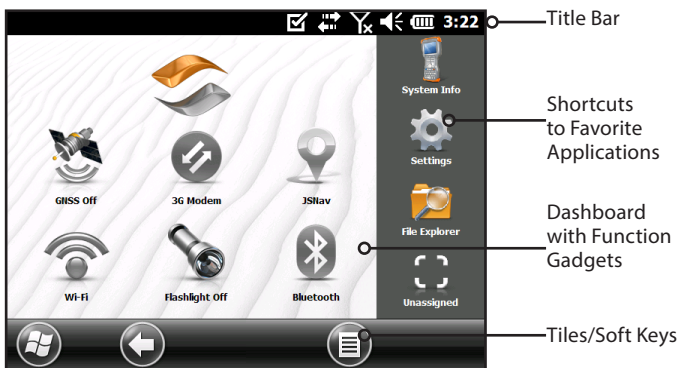 3:22
Title Bar
System Info
Shortcuts
to Favorite
Applications
Settings
GNSS Off
3G Modem
JSNav
File Explorer
Dashboard
with Function
Gadgets
Wi-Fi
Flashlight Off
Bluetooth
Unassigned
Tiles/Soft Keys